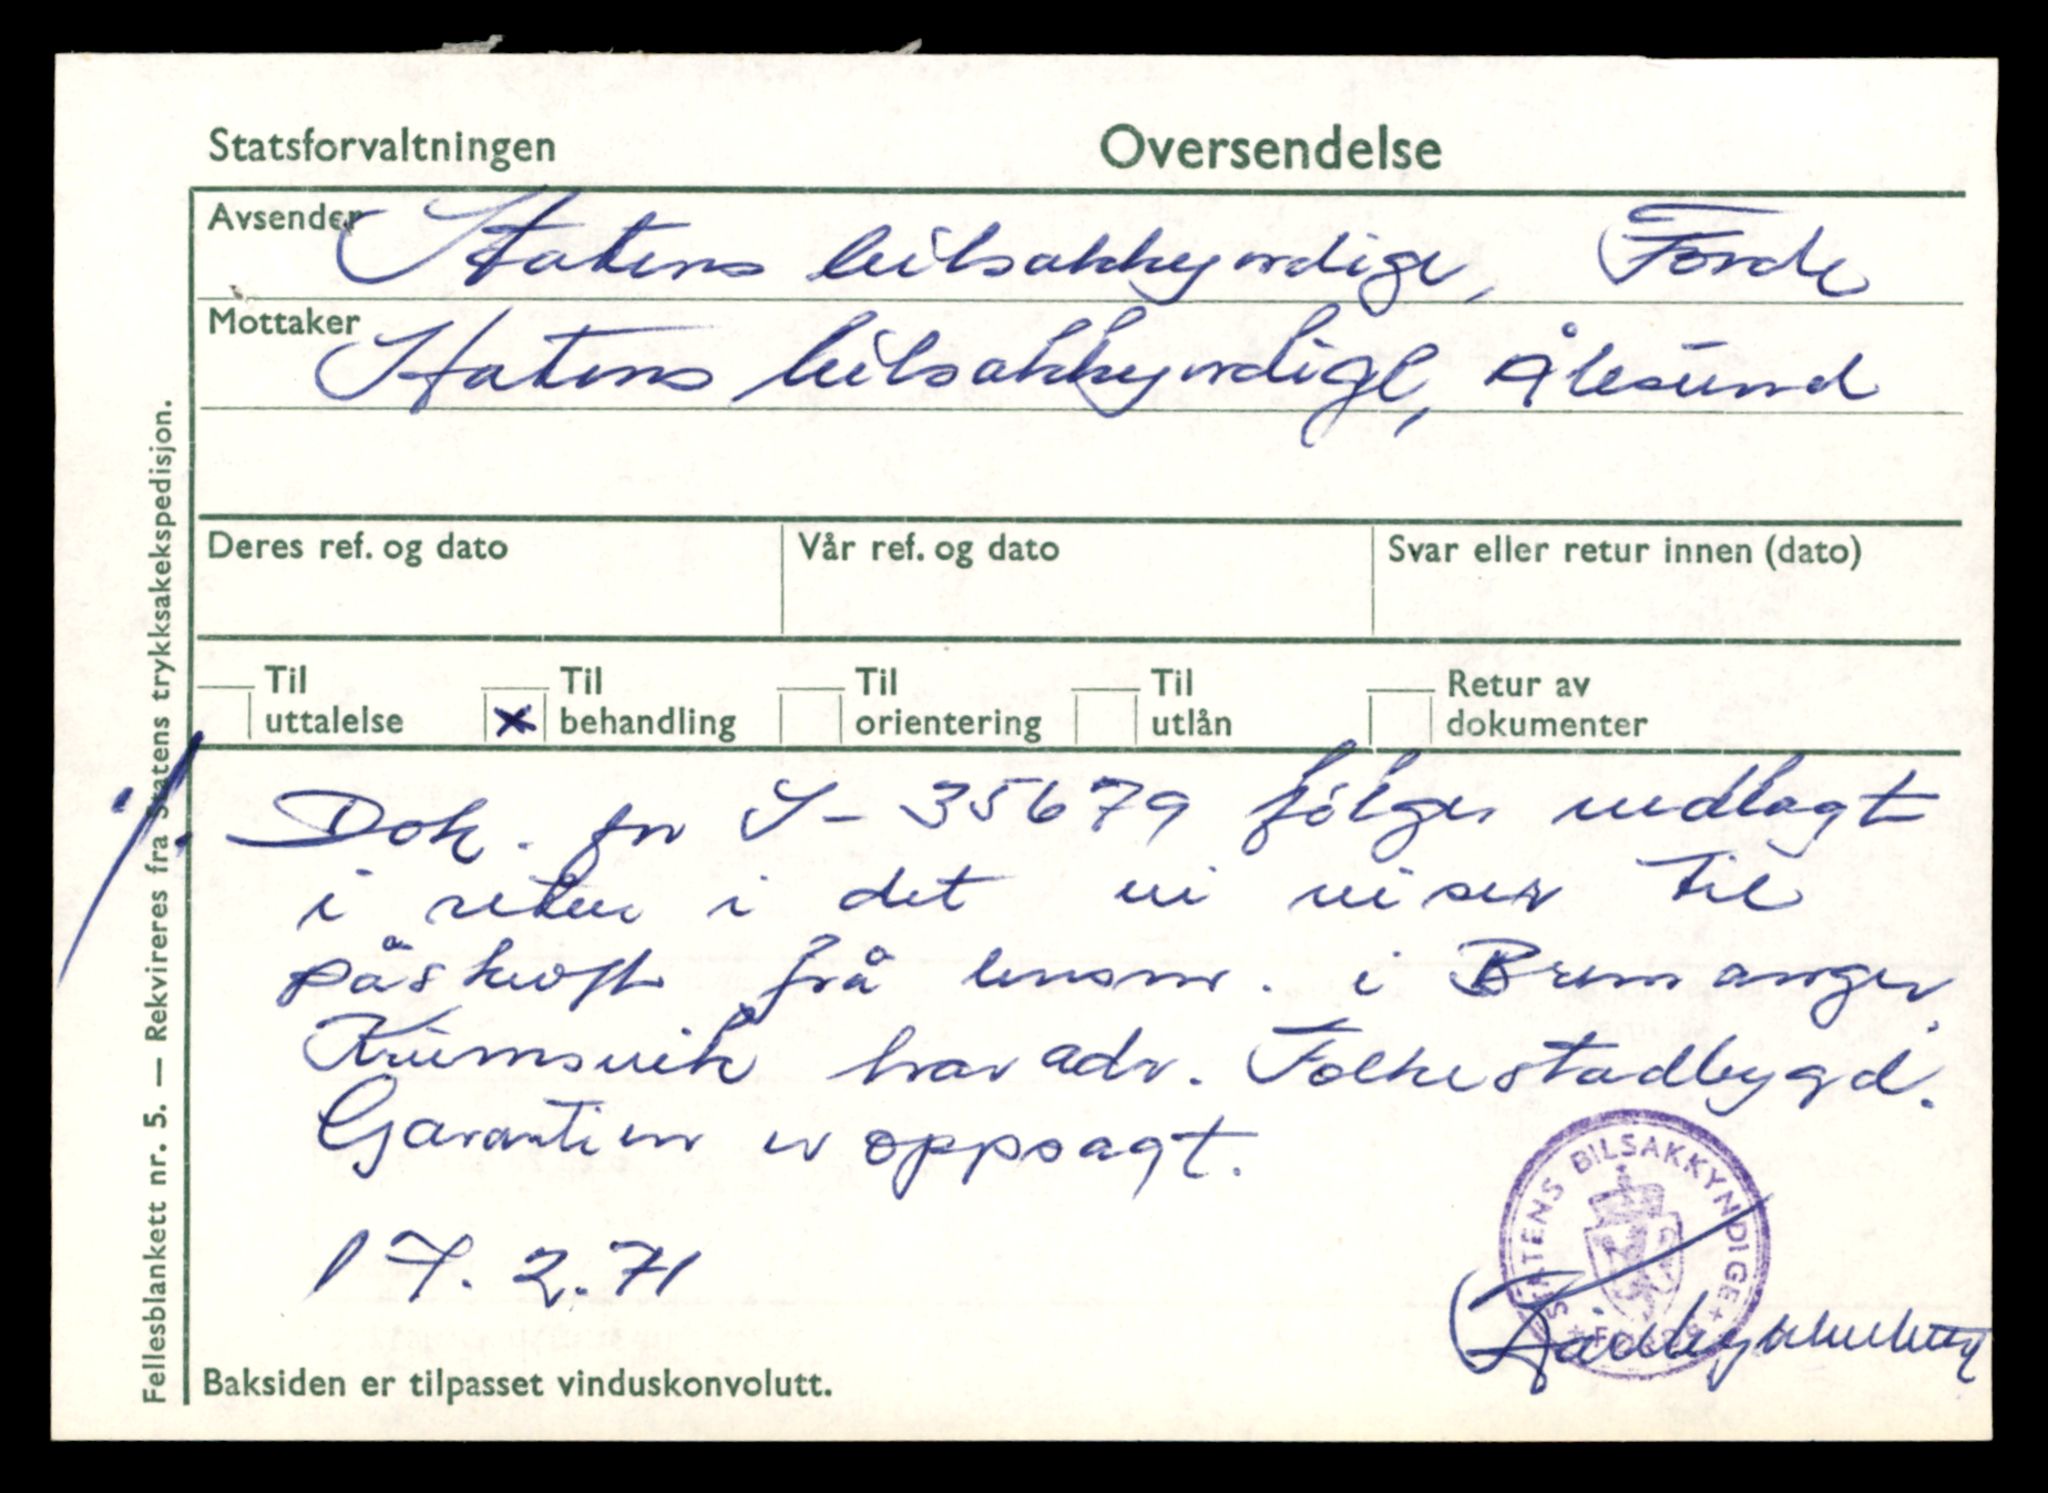 Statsforvaltningen Oversendelse
Avsender Statens bilsakkyndige, Førde
Mottaker Statens bilsakkyndige, Ålesund
Deres ref. og dato Vår ref. og dato Svar eller retur innen (dato)
Til uttalelse x Til behandling Til orientering Til utlån Retur av dokumenter
./. Dok. for S-35679 følger vedlagt
i retur i det vi viser til
påskrift frå lensm. i Bremanger.
Krumsvik har adr. Folkestadbygd.
Garantien er oppsagt.
17.2.71
STATENS BILSAKKYNDIGE + FØRDE +
Baksiden er tilpasset vinduskonvolutt.
Fellesblankett nr. 5. — Rekvireres fra Statens trykksakekspedisjon.